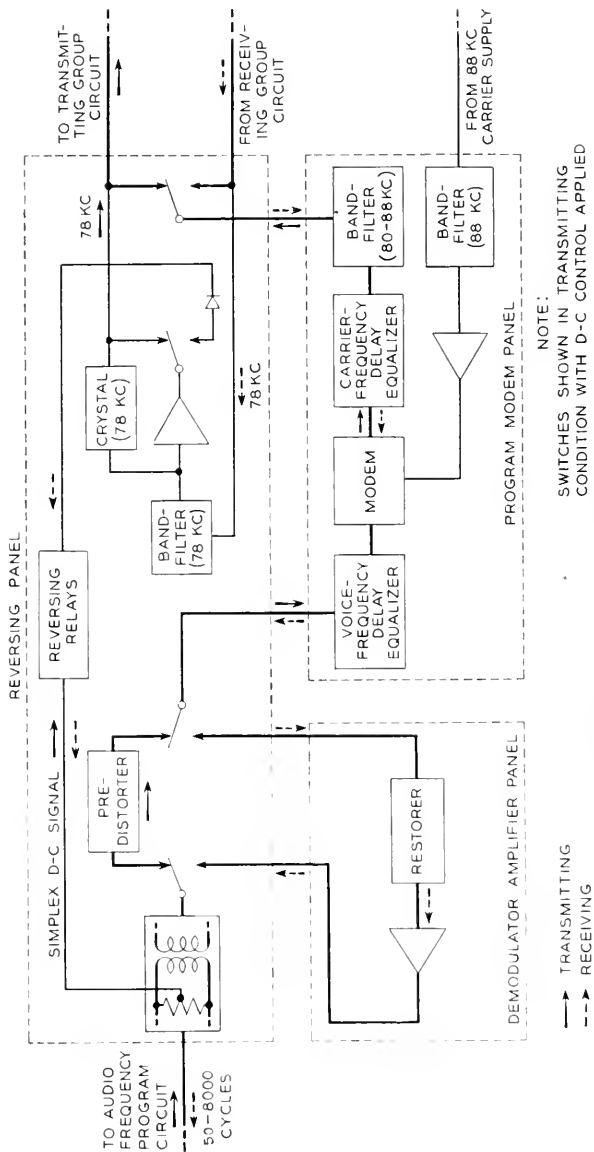 REVERSING PANEL
TO TRANSMIT-
TING GROUP
CIRCUIT
FROM RECEIV-
ING GROUP
CIRCUIT
78 KC
CRYSTAL
(78 KC)
BAND-
FILTER
(78 KC)
78 KC
REVERSING
RELAYS
SIMPLEX D-C SIGNAL
PRE-
DISTORTER
TO AUDIO
FREQUENCY
PROGRAM
CIRCUIT
50-8000
CYCLES
FROM 88 KC
CARRIER SUPPLY
BAND-
FILTER
(80-88 KC)
BAND-
FILTER
(88 KC)
CARRIER-
FREQUENCY
DELAY
EQUALIZER
MODEM
VOICE-
FREQUENCY
DELAY
EQUALIZER
PROGRAM MODEM PANEL
RESTORER
DEMODULATOR AMPLIFIER PANEL
TRANSMITTING
RECEIVING
NOTE:
SWITCHES SHOWN IN TRANSMITTING
CONDITION WITH D-C CONTROL APPLIED